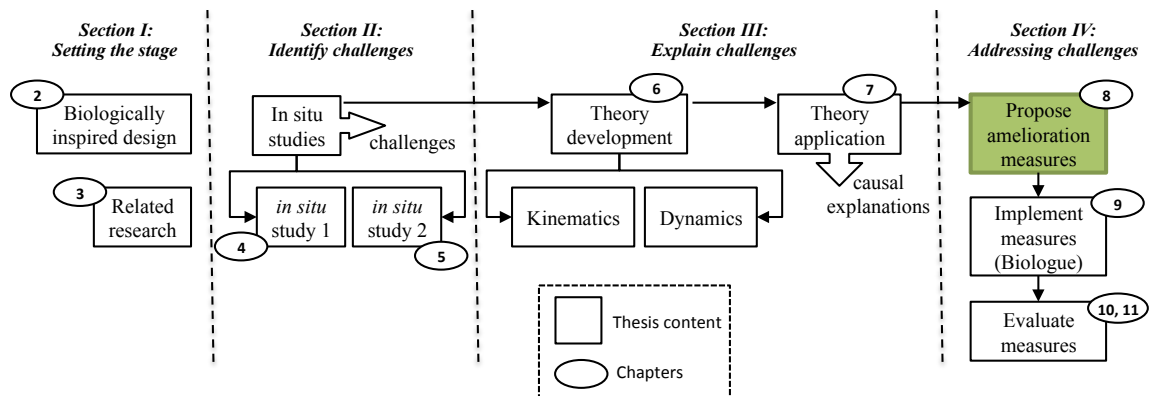 Section I:
Setting the stage
2
Biologically
inspired design
3
Related
research
Section II:
Identify challenges
In situ
studies
challenges
in situ
study 1
4
in situ
study 2
5
Section III:
Explain challenges
6
Theory
development
Kinematics
Dynamics
7
Theory
application
causal
explanations
Section IV:
Addressing challenges
8
Propose
amelioration
measures
9
Implement
measures
(Biologue)
10, 11
Evaluate
measures
Thesis content
Chapters